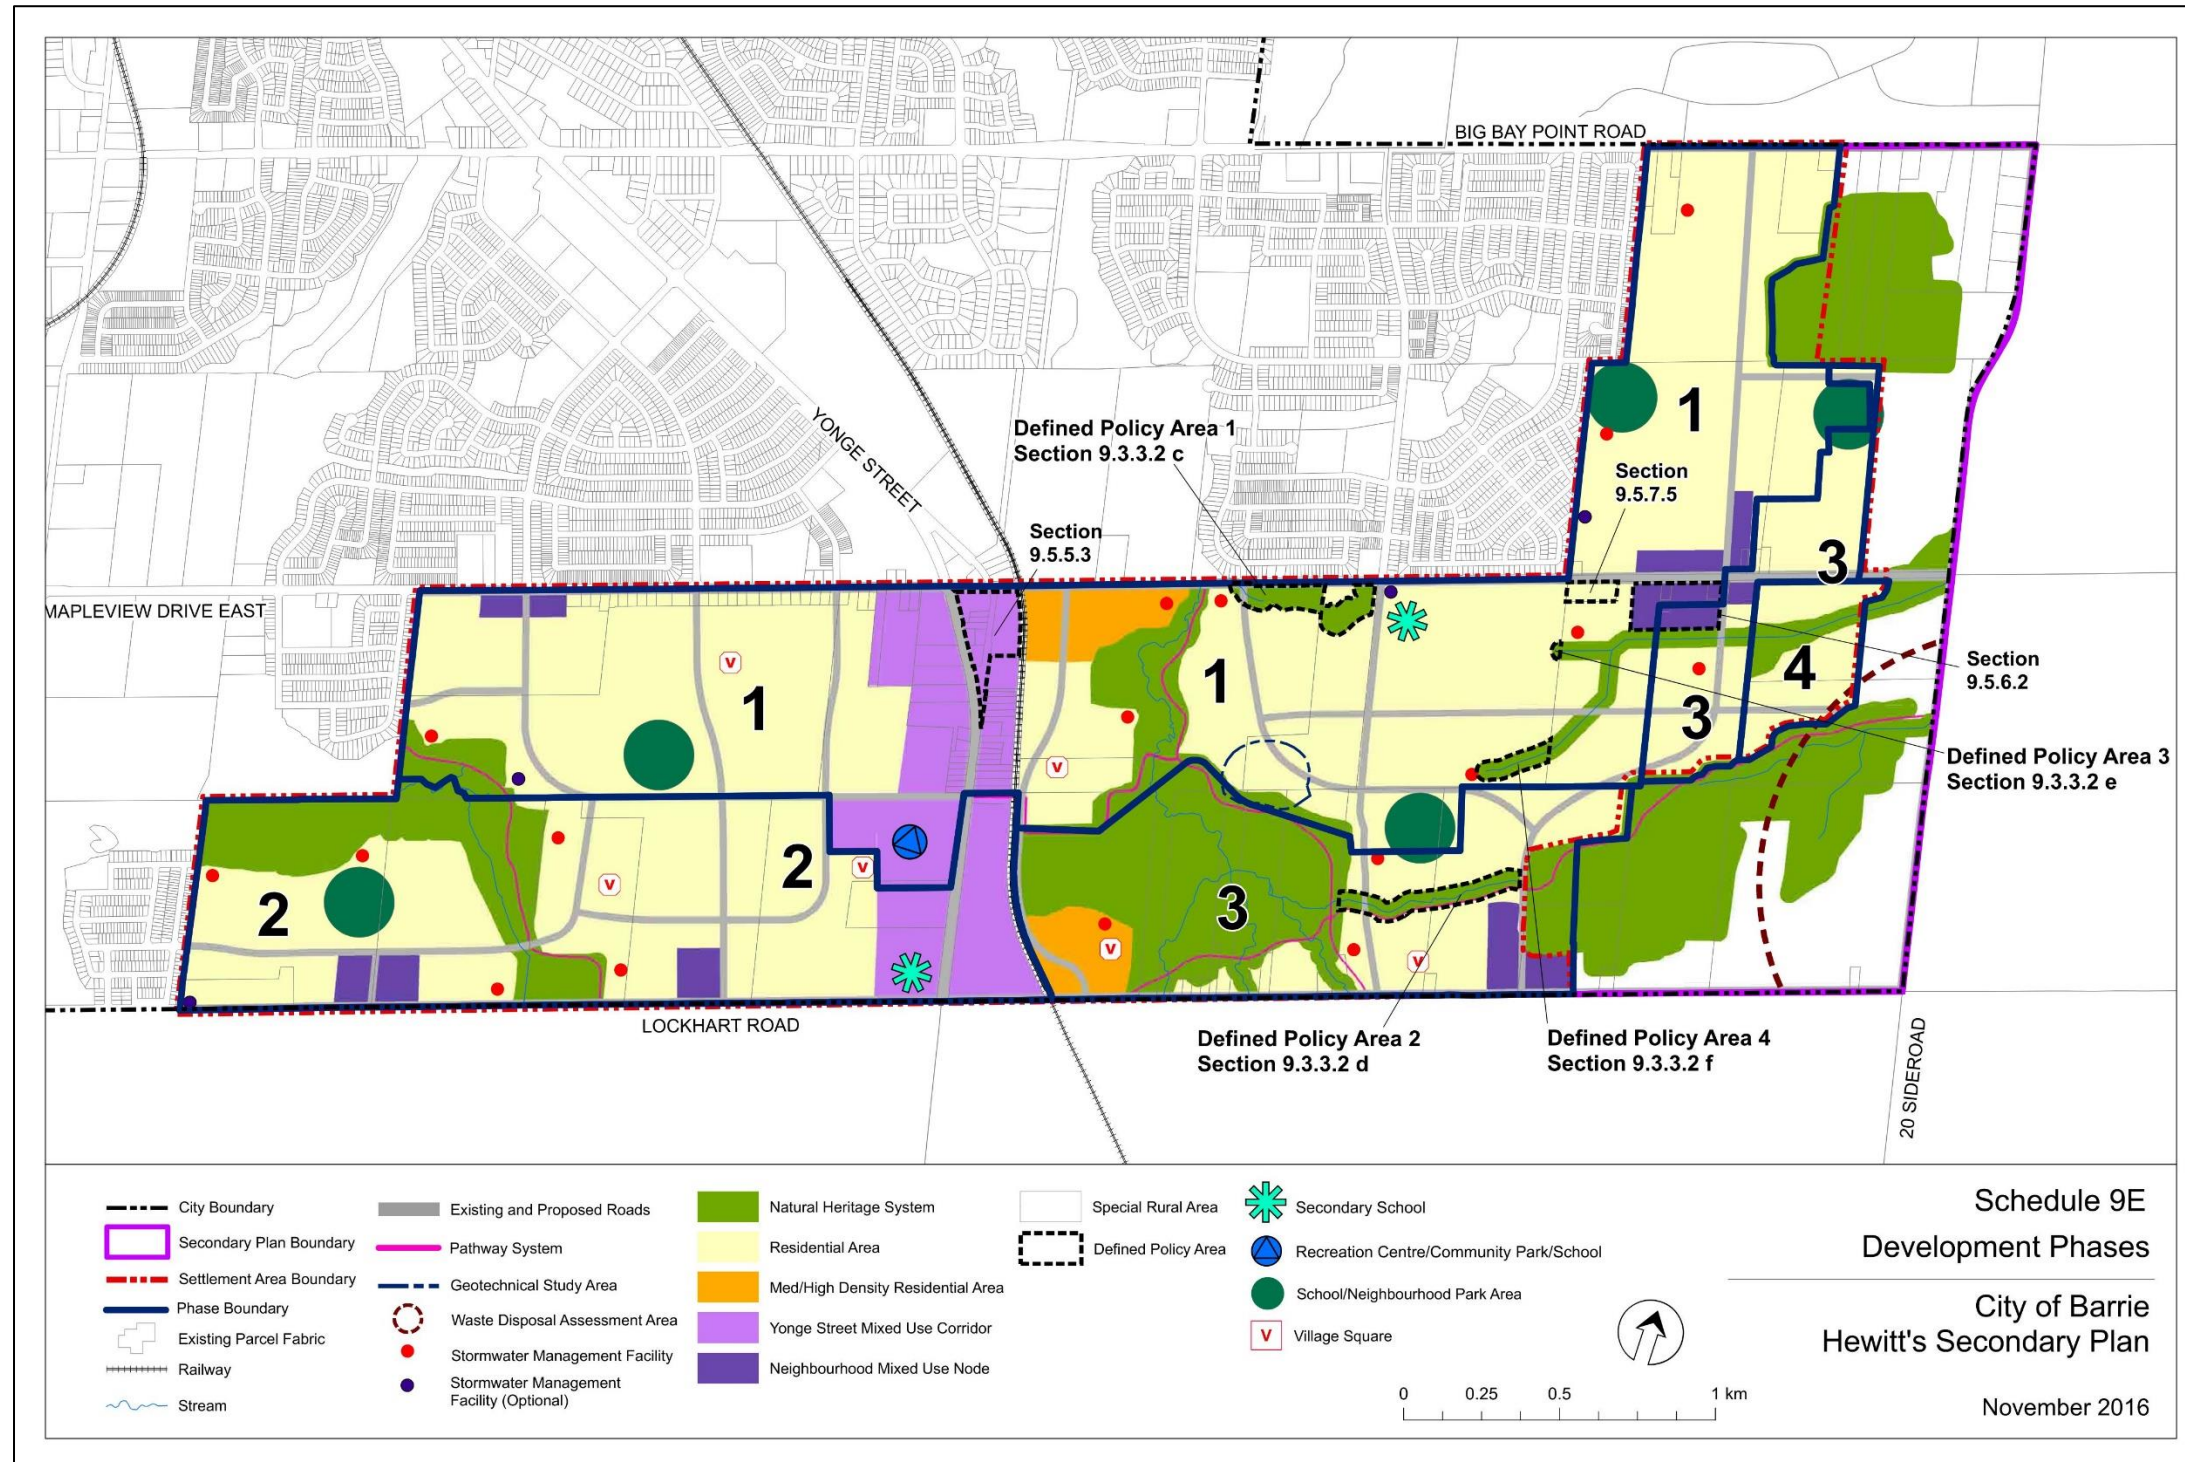 BIG BAY POINT ROAD
YONGE STREET
Defined Policy Area 1
Section 9.3.3.2 c
1
Section
9.5.7.5
Section
9.5.5.3
3
MAPLEVIEW DRIVE EAST
V
1
1
4
Section
9.5.6.2
3
V
Defined Policy Area 3
Section 9.3.3.2 e
2
V
V
2
3
V
V
LOCKHART ROAD
Defined Policy Area 2
Section 9.3.3.2 d
Defined Policy Area 4
Section 9.3.3.2 f
20 SIDEROAD
City Boundary
Secondary Plan Boundary
Settlement Area Boundary
Phase Boundary
Existing Parcel Fabric
Railway
Stream
Existing and Proposed Roads
Pathway System
Geotechnical Study Area
Waste Disposal Assessment Area
Stormwater Management Facility
Stormwater Management
Facility (Optional)
Natural Heritage System
Residential Area
Med/High Density Residential Area
Yonge Street Mixed Use Corridor
Neighbourhood Mixed Use Node
Special Rural Area
Defined Policy Area
Secondary School
Recreation Centre/Community Park/School
School/Neighbourhood Park Area
V
Village Square
0 0.25 0.5 1 km
Schedule 9E
Development Phases
City of Barrie
Hewitt's Secondary Plan
November 2016